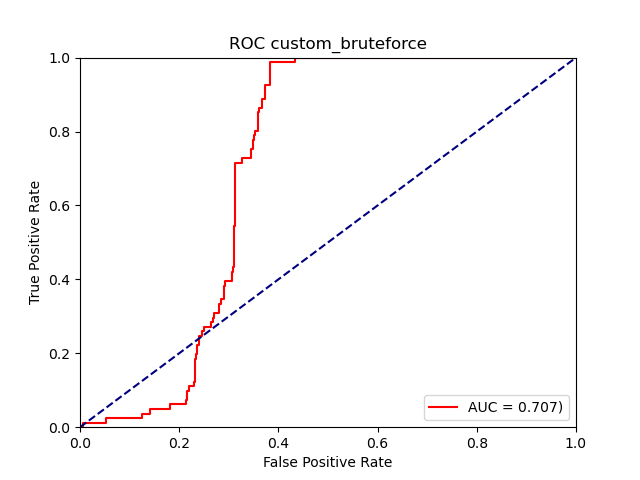 ROC custom_bruteforce
1.0
0.8
0.6
0.4
0.2
0.0
True Positive Rate
AUC = 0.707)
0.0 0.2 0.4 0.6 0.8 1.0
False Positive Rate